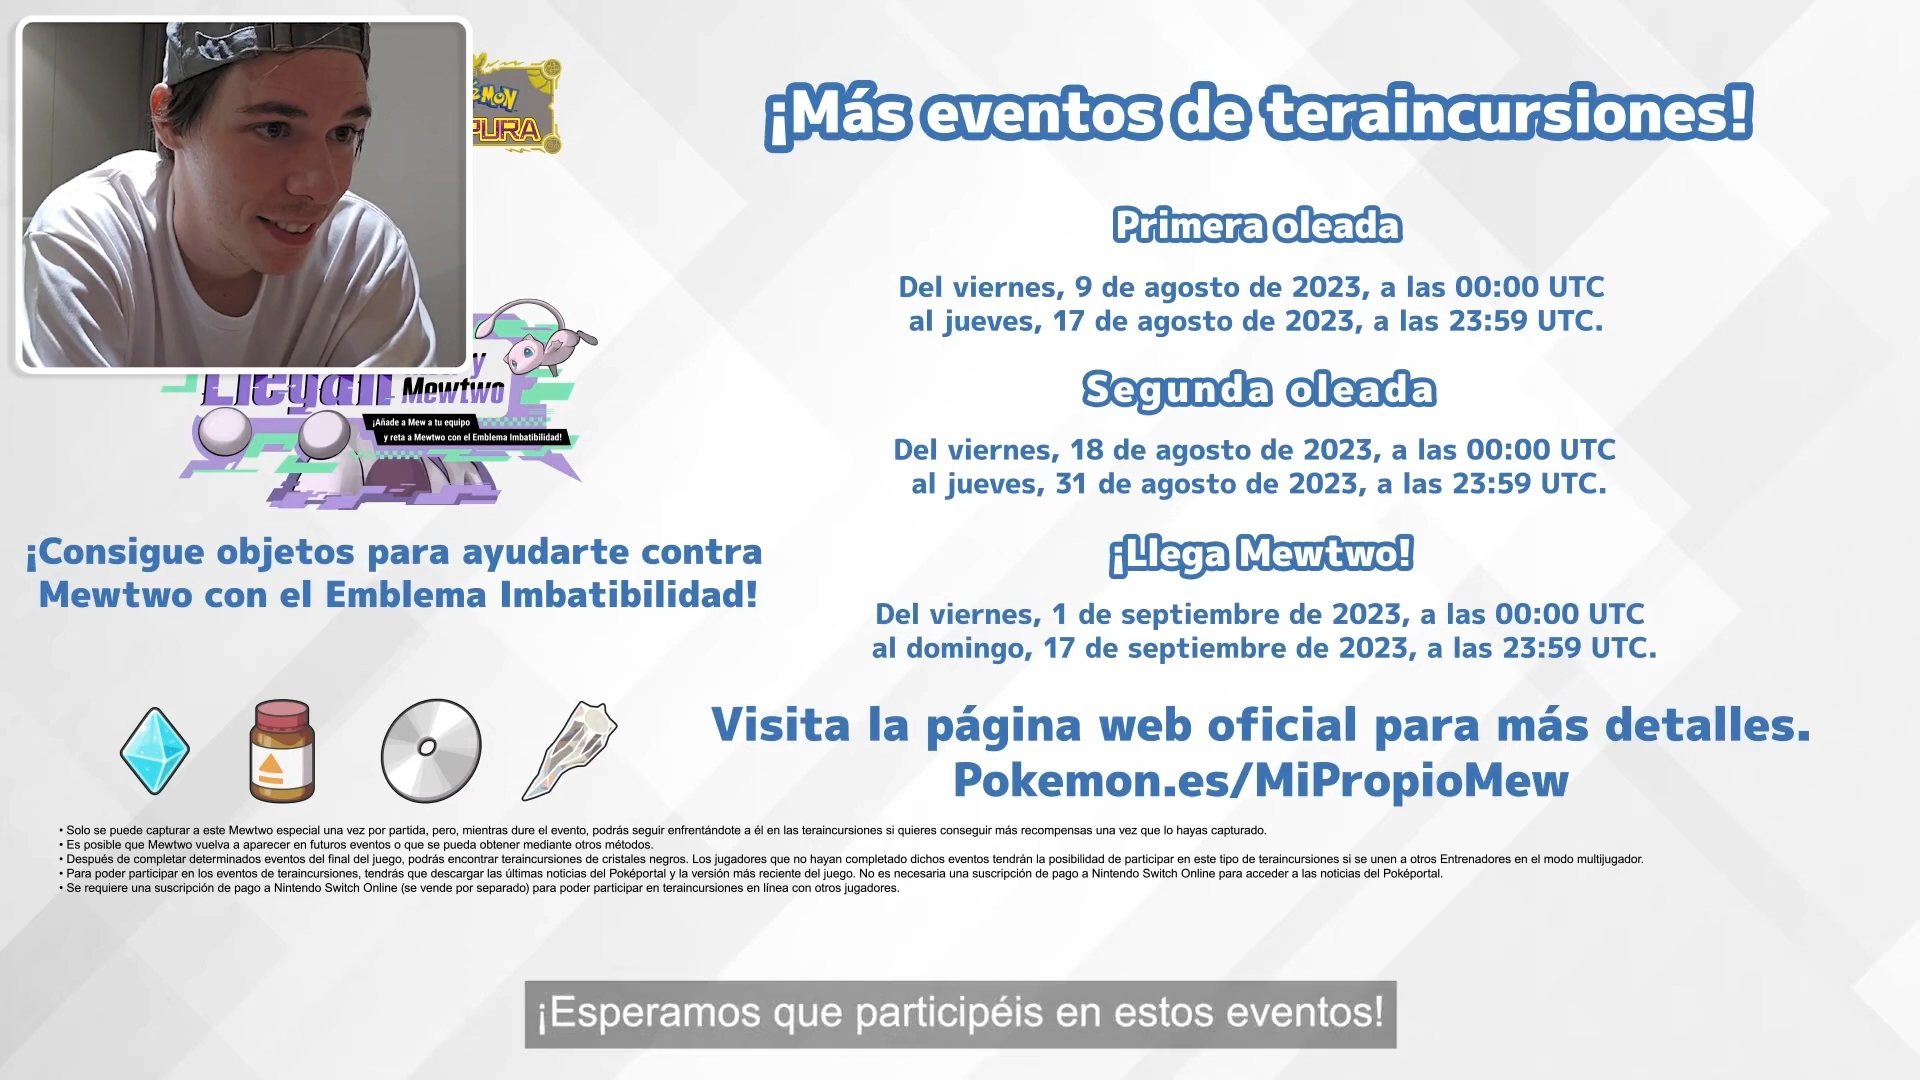 ¡Más eventos de teraincursiones!
Primera oleada
Del viernes, 9 de agosto de 2023, a las 00:00 UTC
al jueves, 17 de agosto de 2023, a las 23:59 UTC.
Segunda oleada
Del viernes, 18 de agosto de 2023, a las 00:00 UTC
al jueves, 31 de agosto de 2023, a las 23:59 UTC.
¡Llega Mewtwo!
Del viernes, 1 de septiembre de 2023, a las 00:00 UTC
al domingo, 17 de septiembre de 2023, a las 23:59 UTC.
Visita la página web oficial para más detalles.
Pokemon.es/MiPropioMew
Llegan y
Mewtwo
¡Añade a Mew a tu equipo
y reta a Mewtwo con el Emblema Imbatibilidad!
¡Consigue objetos para ayudarte contra
Mewtwo con el Emblema Imbatibilidad!
• Solo se puede capturar a este Mewtwo especial una vez por partida, pero, mientras dure el evento, podrás seguir enfrentándote a él en las teraincursiones si quieres conseguir más recompensas una vez que lo hayas capturado.
• Es posible que Mewtwo vuelva a aparecer en futuros eventos o que se pueda obtener mediante otros métodos.
• Después de completar determinados eventos del final del juego, podrás encontrar teraincursiones de cristales negros. Los jugadores que no hayan completado dichos eventos tendrán la posibilidad de participar en este tipo de teraincursiones si se unen a otros Entrenadores en el modo multijugador.
• Para poder participar en los eventos de teraincursiones, tendrás que descargar las últimas noticias del Poképortal y la versión más reciente del juego. No es necesaria una suscripción de pago a Nintendo Switch Online para acceder a las noticias del Poképortal.
• Se requiere una suscripción de pago a Nintendo Switch Online (se vende por separado) para poder participar en teraincursiones en línea con otros jugadores.
¡Esperamos que participéis en estos eventos!